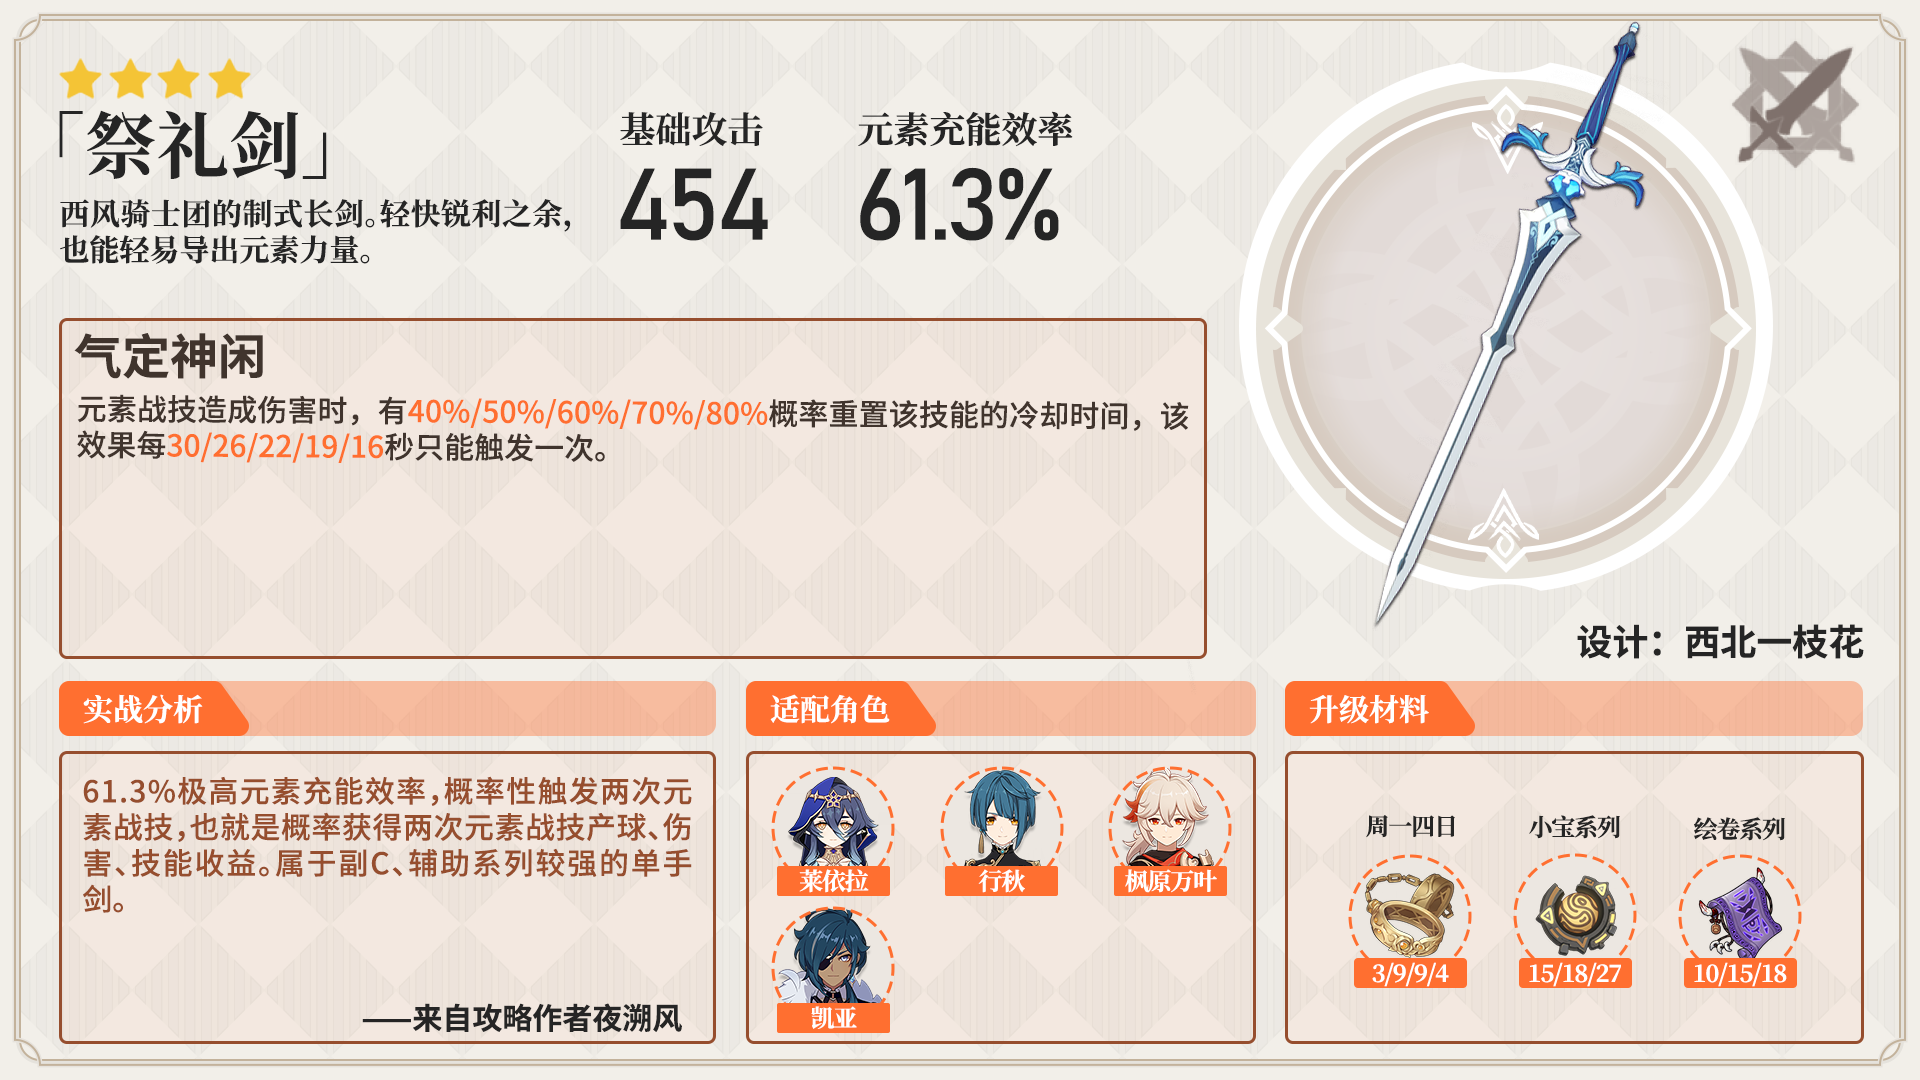 「祭礼剑」
西风骑士团的制式长剑。轻快锐利之余，
也能轻易导出元素力量。
基础攻击
454
元素充能效率
61.3%
气定神闲
元素战技造成伤害时，有40%/50%/60%/70%/80%概率重置该技能的冷却时间，该
效果每30/26/22/19/16秒只能触发一次。
设计：西北一枝花
实战分析
61.3%极高元素充能效率，概率性触发两次元
素战技，也就是概率获得两次元素战技产球、伤
害、技能收益。属于副C、辅助系列较强的单手
剑。
——来自攻略作者夜溯风
适配角色
莱依拉
行秋
枫原万叶
凯亚
升级材料
周一四日
小宝系列
绘卷系列
3/9/9/4
15/18/27
10/15/18